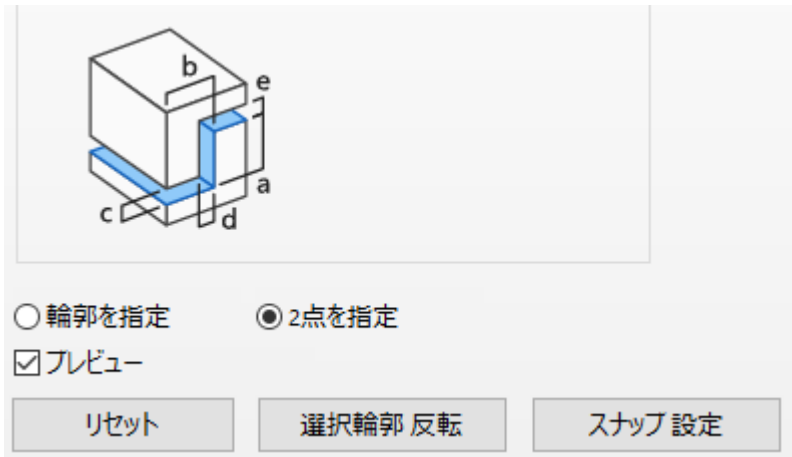 b
e
a
c
d
輪郭を指定 2点を指定
プレビュー
リセット 選択輪郭 反転 スナップ 設定